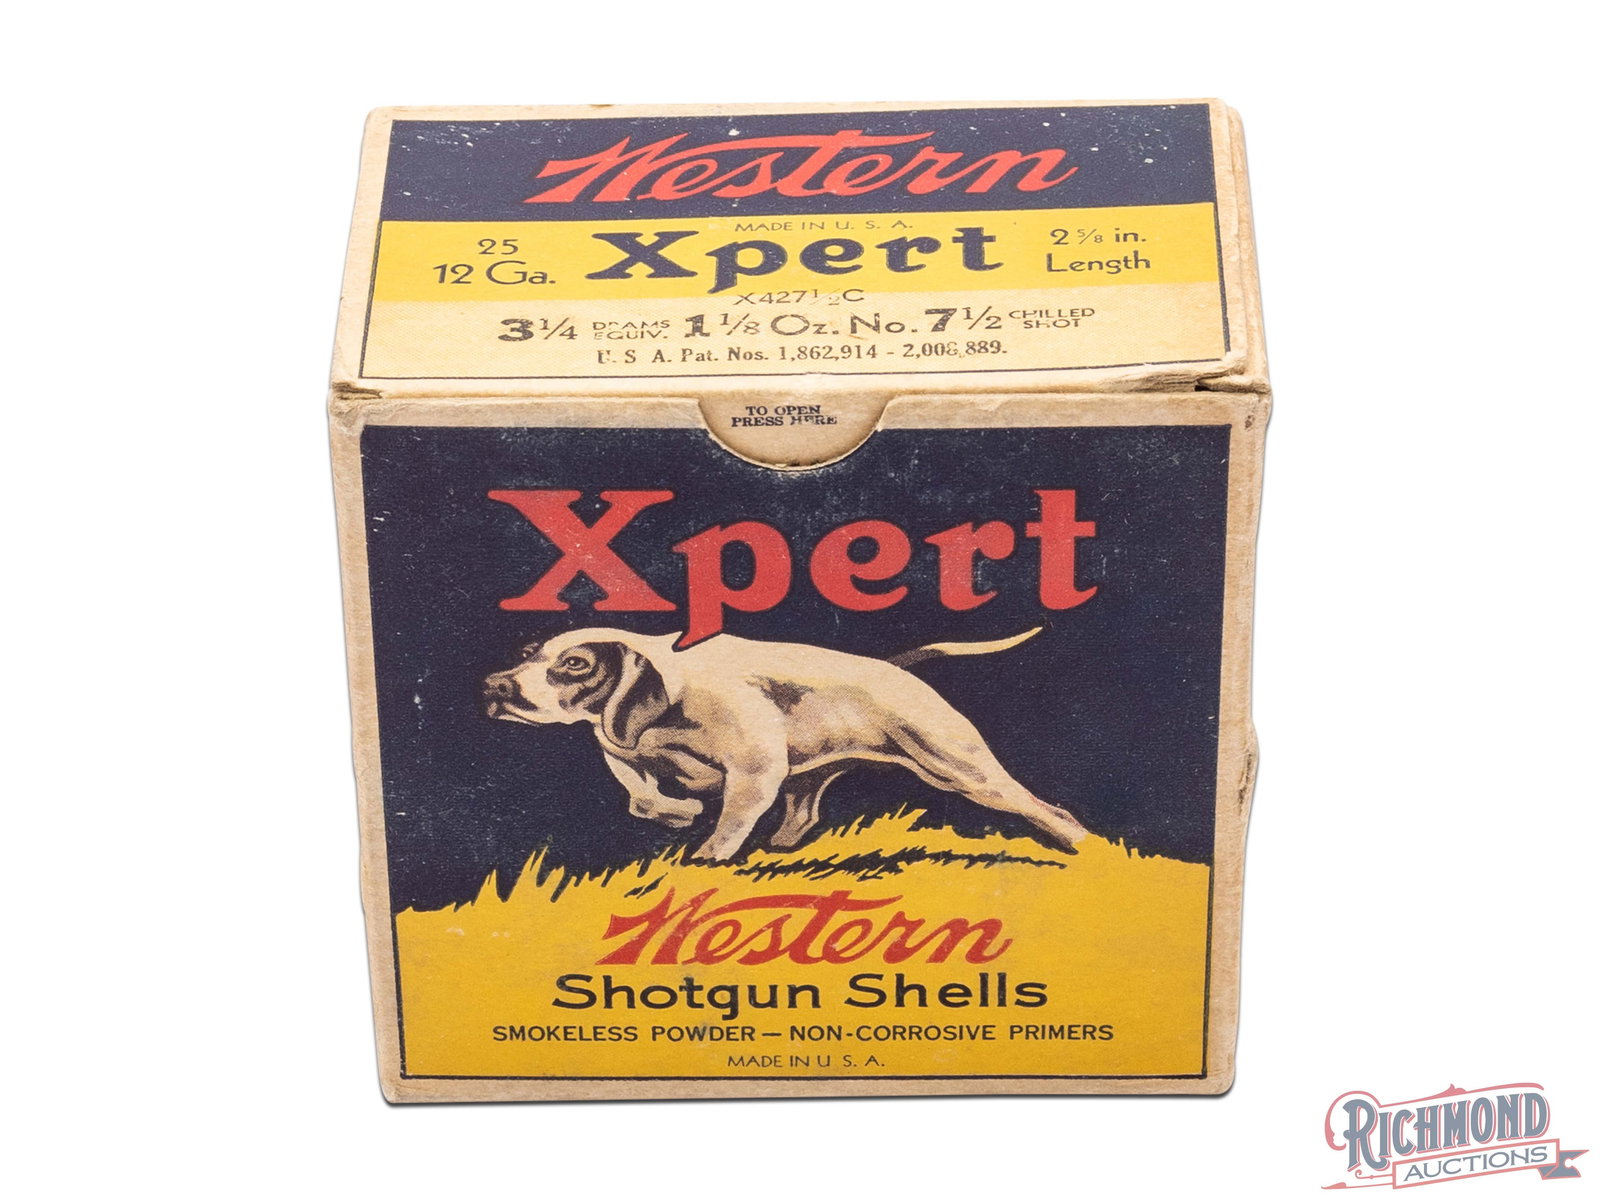 Western
MADE IN U. S. A.
25
12 Ga.
Xpert
2 5/8 in.
Length
X427 1/2 C
3 1/4 DRAMS EQUIV. 1 1/8 Oz. No. 7 1/2 CHILLED SHOT
U. S A. Pat. Nos. 1,862,914 - 2,008,889.
TO OPEN
PRESS HERE
Xpert
Western
Shotgun Shells
SMOKELESS POWDER — NON-CORROSIVE PRIMERS
MADE IN U S. A.
RICHMOND
AUCTIONS